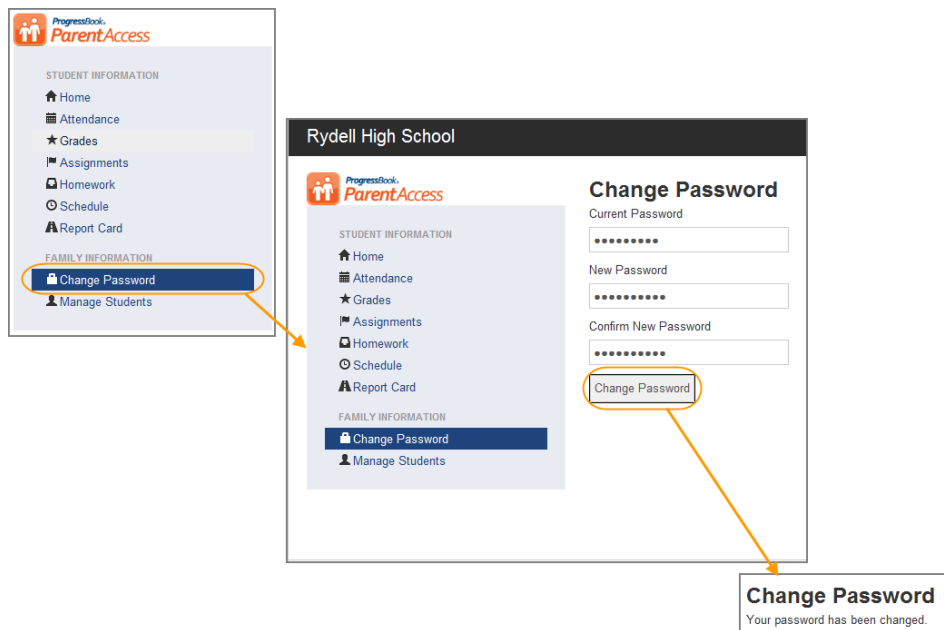 ProgressBook.
ParentAccess
STUDENT INFORMATION
Home
Attendance
Grades
Assignments
Homework
Schedule
Report Card
FAMILY INFORMATION
Change Password
Manage Students
Rydell High School
ProgressBook.
ParentAccess
STUDENT INFORMATION
Home
Attendance
Grades
Assignments
Homework
Schedule
Report Card
FAMILY INFORMATION
Change Password
Manage Students
Change Password
Current Password
•••••••••
New Password
••••••••••
Confirm New Password
••••••••••
Change Password
Change Password
Your password has been changed.